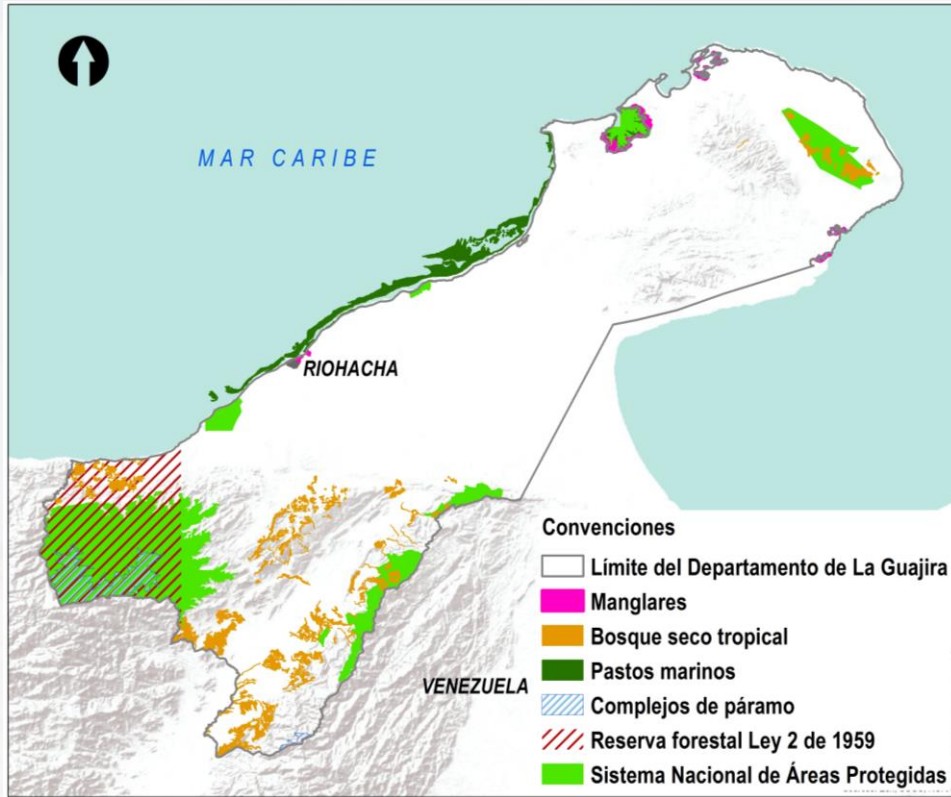 MAR CARIBE
RIOHACHA
VENEZUELA
Convenciones
Límite del Departamento de La Guajira
Manglares
Bosque seco tropical
Pastos marinos
Complejos de páramo
Reserva forestal Ley 2 de 1959
Sistema Nacional de Áreas Protegidas